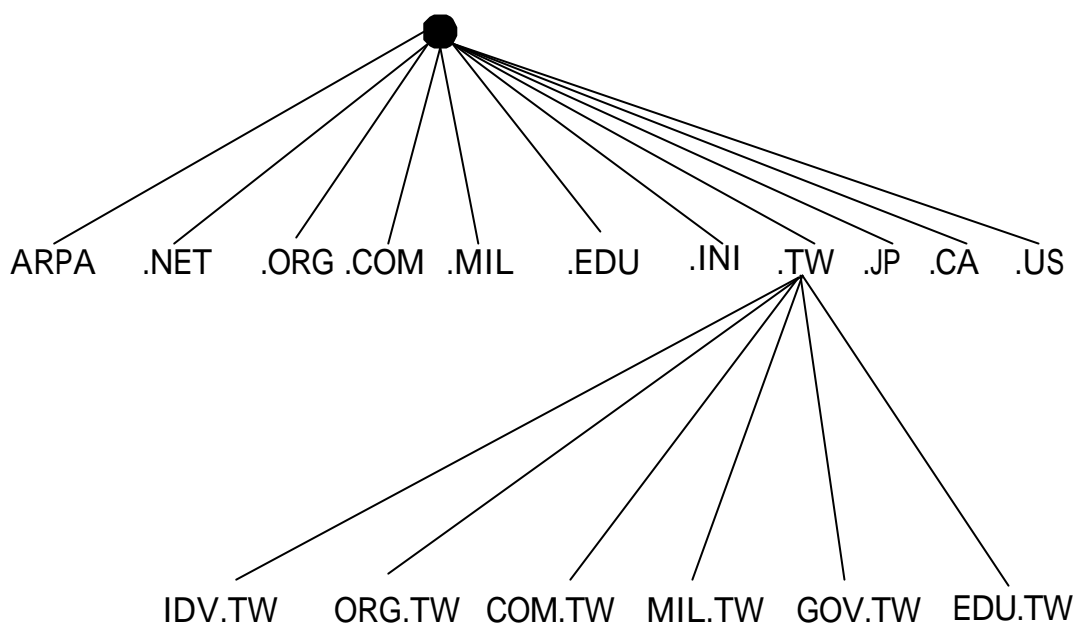 ARPA .NET .ORG .COM .MIL .EDU .INI .TW .JP .CA .US
IDV.TW ORG.TW COM.TW MIL.TW GOV.TW EDU.TW